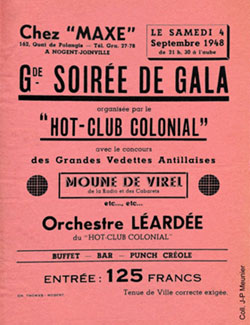 Chez "MAXE"
162, Quai de Polangis — Tél. Gra. 27-78
A NOGENT-JOINVILLE
LE SAMEDI 4
Septembre 1948
de 21 h. 30 à l'aube
GDE SOIRÉE DE GALA
organisée par le
"HOT-CLUB COLONIAL"
avec le concours
des Grandes Vedettes Antillaises
MOUNE DE VIREL
de la Radio et des Cabarets
etc..., etc...
Orchestre LÉARDÉE
du "HOT-CLUB COLONIAL"
BUFFET — BAR — PUNCH CRÉOLE
ENTRÉE: 125 FRANCS
Tenue de Ville correcte exigée.
Coll. J-P Meunier